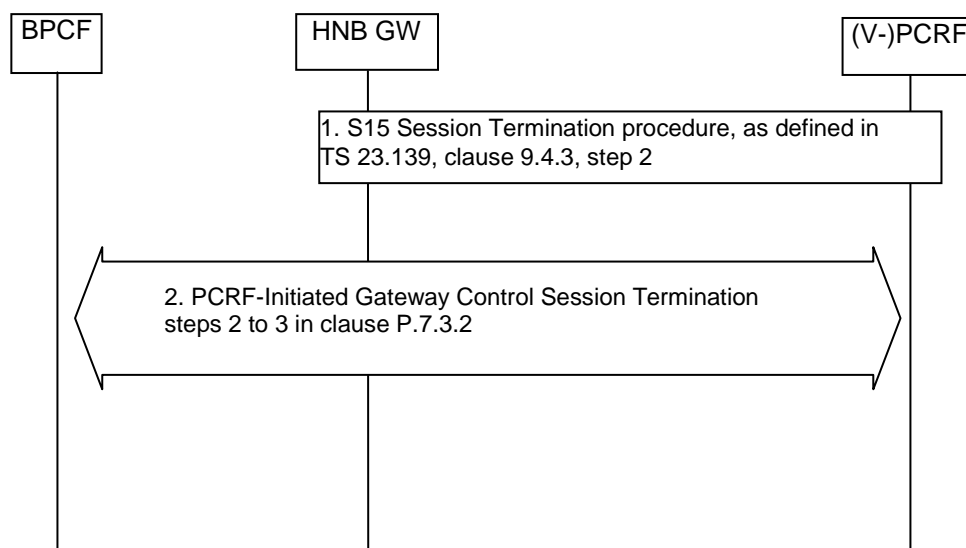 BPCF
HNB GW
(V-)PCRF
1. S15 Session Termination procedure, as defined in
TS 23.139, clause 9.4.3, step 2
2. PCRF-Initiated Gateway Control Session Termination
steps 2 to 3 in clause P.7.3.2